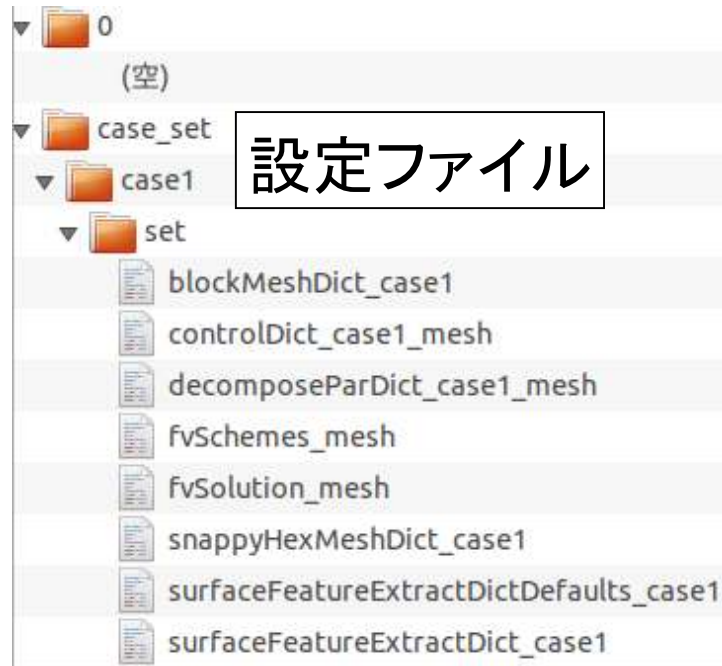 0
(空)
case_set
設定ファイル
case1
set
blockMeshDict_case1
controlDict_case1_mesh
decomposeParDict_case1_mesh
fvSchemes_mesh
fvSolution_mesh
snappyHexMeshDict_case1
surfaceFeatureExtractDictDefaults_case1
surfaceFeatureExtractDict_case1